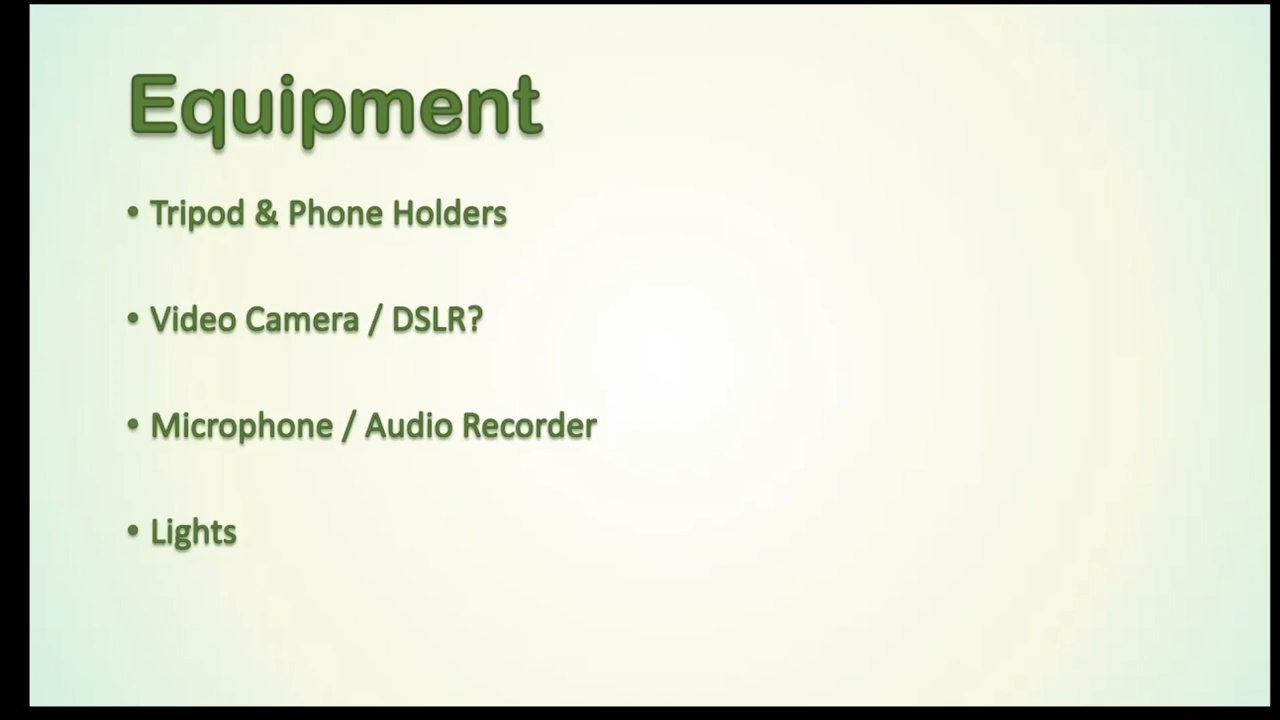 Equipment
• Tripod & Phone Holders
• Video Camera / DSLR?
• Microphone / Audio Recorder
• Lights